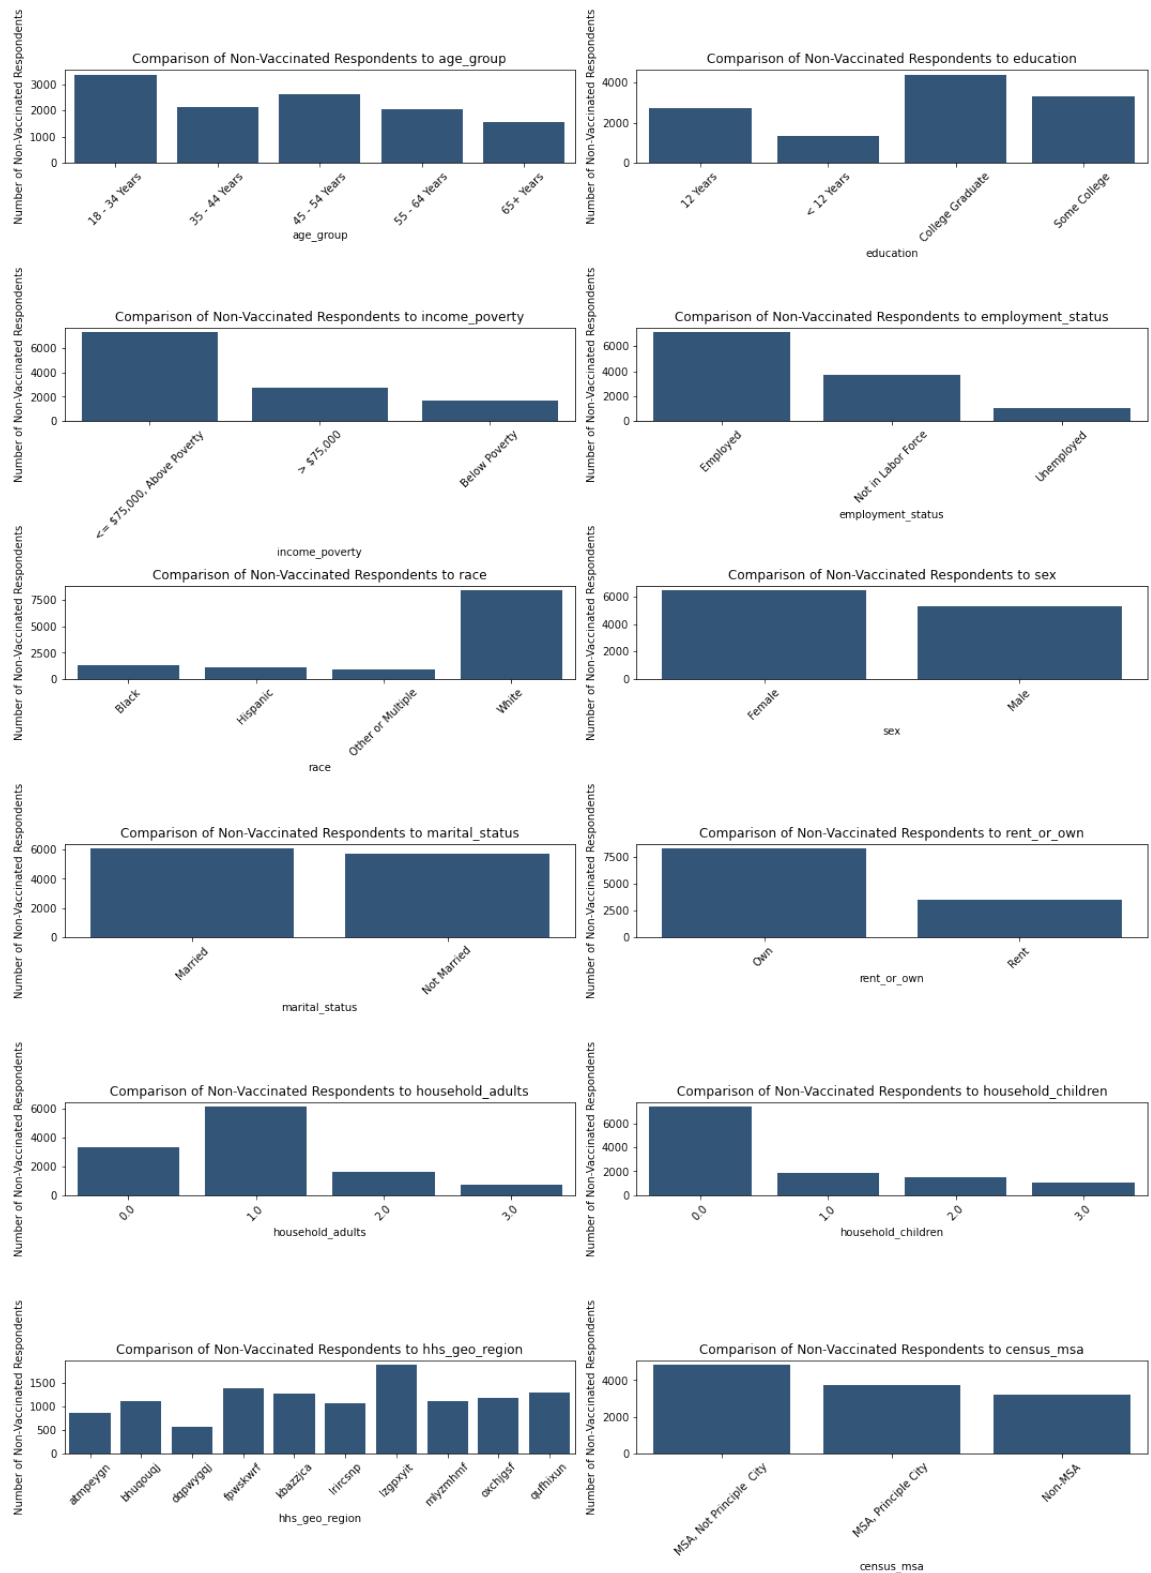 Comparison of Non-Vaccinated Respondents to age_group
Number of Non-Vaccinated Respondents
3000
2000
1000
0
18 - 34 Years
35 - 44 Years
45 - 54 Years
55 - 64 Years
65+ Years
age_group
Comparison of Non-Vaccinated Respondents to education
Number of Non-Vaccinated Respondents
4000
2000
0
12 Years
< 12 Years
College Graduate
Some College
education
Comparison of Non-Vaccinated Respondents to income_poverty
Number of Non-Vaccinated Respondents
6000
4000
2000
0
<= $75,000, Above Poverty
> $75,000
Below Poverty
income_poverty
Comparison of Non-Vaccinated Respondents to employment_status
Number of Non-Vaccinated Respondents
6000
4000
2000
0
Employed
Not in Labor Force
Unemployed
employment_status
Comparison of Non-Vaccinated Respondents to race
Number of Non-Vaccinated Respondents
7500
5000
2500
0
Black
Hispanic
Other or Multiple
White
race
Comparison of Non-Vaccinated Respondents to sex
Number of Non-Vaccinated Respondents
6000
4000
2000
0
Female
Male
sex
Comparison of Non-Vaccinated Respondents to marital_status
Number of Non-Vaccinated Respondents
6000
4000
2000
0
Married
Not Married
marital_status
Comparison of Non-Vaccinated Respondents to rent_or_own
Number of Non-Vaccinated Respondents
7500
5000
2500
0
Own
Rent
rent_or_own
Comparison of Non-Vaccinated Respondents to household_adults
Number of Non-Vaccinated Respondents
6000
4000
2000
0
0.0
1.0
2.0
3.0
household_adults
Comparison of Non-Vaccinated Respondents to household_children
Number of Non-Vaccinated Respondents
6000
4000
2000
0
0.0
1.0
2.0
3.0
household_children
Comparison of Non-Vaccinated Respondents to hhs_geo_region
Number of Non-Vaccinated Respondents
1500
1000
500
0
atmpeygn
bhuqouqj
dqpwygqj
fpwskwrf
kbazzjca
lrircsnp
lzgpxyit
mlyzmhmf
oxchjgsf
qufhixun
hhs_geo_region
Comparison of Non-Vaccinated Respondents to census_msa
Number of Non-Vaccinated Respondents
4000
2000
0
MSA, Not Principle  City
MSA, Principle City
Non-MSA
census_msa